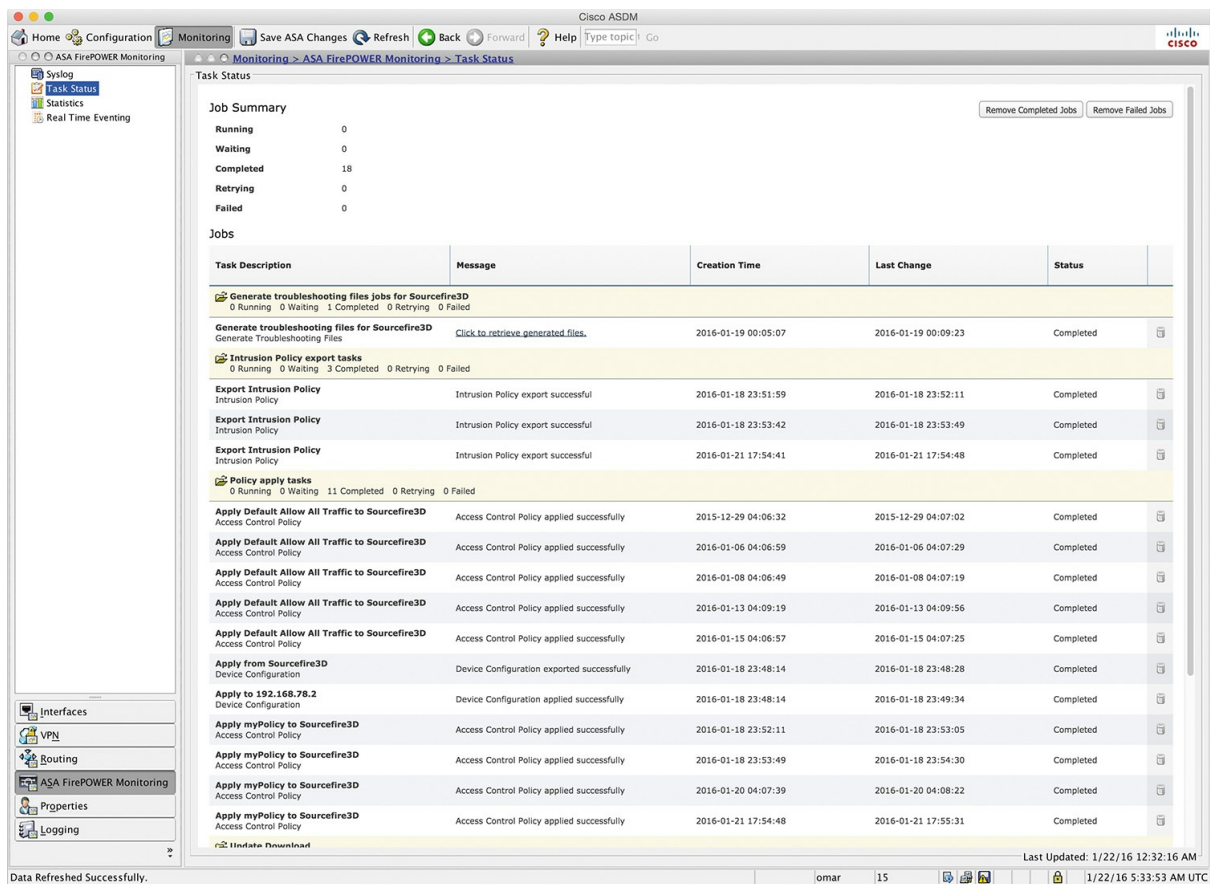 Cisco ASDM
Home Configuration Monitoring Save ASA Changes Refresh Back Forward Help Type topic Go
CISCO
ASA FirePOWER Monitoring
Monitoring > ASA FirePOWER Monitoring > Task Status
Syslog
Task Status
Statistics
Real Time Eventing
Task Status
Job Summary
Remove Completed Jobs Remove Failed Jobs
Running 0
Waiting 0
Completed 18
Retrying 0
Failed 0
Jobs
Task Description Message Creation Time Last Change Status
Generate troubleshooting files jobs for Sourcefire3D
0 Running 0 Waiting 1 Completed 0 Retrying 0 Failed
Generate troubleshooting files for Sourcefire3D
Generate Troubleshooting Files
Click to retrieve generated files. 2016-01-19 00:05:07 2016-01-19 00:09:23 Completed
Intrusion Policy export tasks
0 Running 0 Waiting 3 Completed 0 Retrying 0 Failed
Export Intrusion Policy
Intrusion Policy
Intrusion Policy export successful 2016-01-18 23:51:59 2016-01-18 23:52:11 Completed
Export Intrusion Policy
Intrusion Policy
Intrusion Policy export successful 2016-01-18 23:53:42 2016-01-18 23:53:49 Completed
Export Intrusion Policy
Intrusion Policy
Intrusion Policy export successful 2016-01-21 17:54:41 2016-01-21 17:54:48 Completed
Policy apply tasks
0 Running 0 Waiting 11 Completed 0 Retrying 0 Failed
Apply Default Allow All Traffic to Sourcefire3D
Access Control Policy
Access Control Policy applied successfully 2015-12-29 04:06:32 2015-12-29 04:07:02 Completed
Apply Default Allow All Traffic to Sourcefire3D
Access Control Policy
Access Control Policy applied successfully 2016-01-06 04:06:59 2016-01-06 04:07:29 Completed
Apply Default Allow All Traffic to Sourcefire3D
Access Control Policy
Access Control Policy applied successfully 2016-01-08 04:06:49 2016-01-08 04:07:19 Completed
Apply Default Allow All Traffic to Sourcefire3D
Access Control Policy
Access Control Policy applied successfully 2016-01-13 04:09:19 2016-01-13 04:09:56 Completed
Apply Default Allow All Traffic to Sourcefire3D
Access Control Policy
Access Control Policy applied successfully 2016-01-15 04:06:57 2016-01-15 04:07:25 Completed
Apply from Sourcefire3D
Device Configuration
Device Configuration exported successfully 2016-01-18 23:48:14 2016-01-18 23:48:28 Completed
Apply to 192.168.78.2
Device Configuration
Device Configuration applied successfully 2016-01-18 23:48:14 2016-01-18 23:49:34 Completed
Apply myPolicy to Sourcefire3D
Access Control Policy
Access Control Policy applied successfully 2016-01-18 23:52:11 2016-01-18 23:53:05 Completed
Apply myPolicy to Sourcefire3D
Access Control Policy
Access Control Policy applied successfully 2016-01-18 23:53:49 2016-01-18 23:54:30 Completed
Apply myPolicy to Sourcefire3D
Access Control Policy
Access Control Policy applied successfully 2016-01-20 04:07:39 2016-01-20 04:08:22 Completed
Apply myPolicy to Sourcefire3D
Access Control Policy
Access Control Policy applied successfully 2016-01-21 17:54:48 2016-01-21 17:55:31 Completed
Update Download
Interfaces
VPN
Routing
ASA FirePOWER Monitoring
Properties
Logging
Last Updated: 1/22/16 12:32:16 AM
Data Refreshed Successfully. omar 15 1/22/16 5:33:53 AM UTC